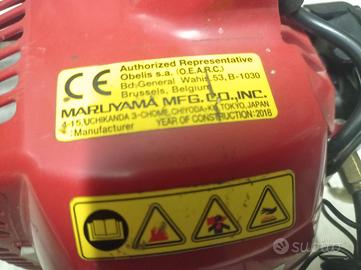 CE
Authorized Representative
Obelis s.a. (O.E.A.R.C.)
Bd. General Wahis 53, B-1030
Brussels, Belgium
MARUYAMA MFG. CO., INC.
4-15, UCHIKANDA 3-CHOME, CHIYODA-KU, TOKYO, JAPAN
:Manufacturer YEAR OF CONSTRUCTION:2018
subito